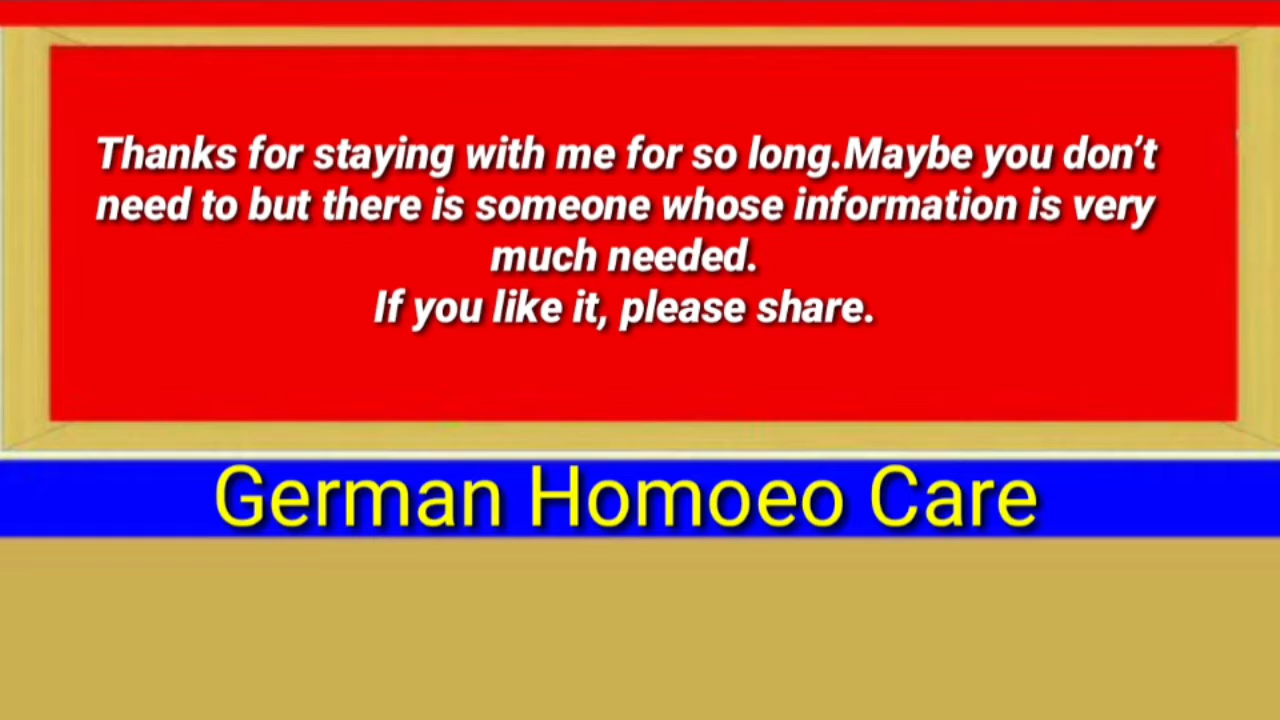 Thanks for staying with me for so long.Maybe you don’t
need to but there is someone whose information is very
much needed.
If you like it, please share.
German Homoeo Care